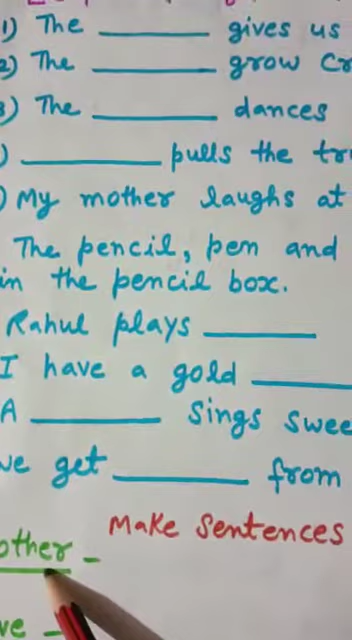 1) The ________ gives us
2) The ________ grow
3) The ________ dances
) ________ pulls the
) My mother laughs at
The pencil, pen and
in the pencil box.
Rahul plays ________
I have a gold ________
A ________ sings
we get ________ from
Make Sentences
other -
ve -